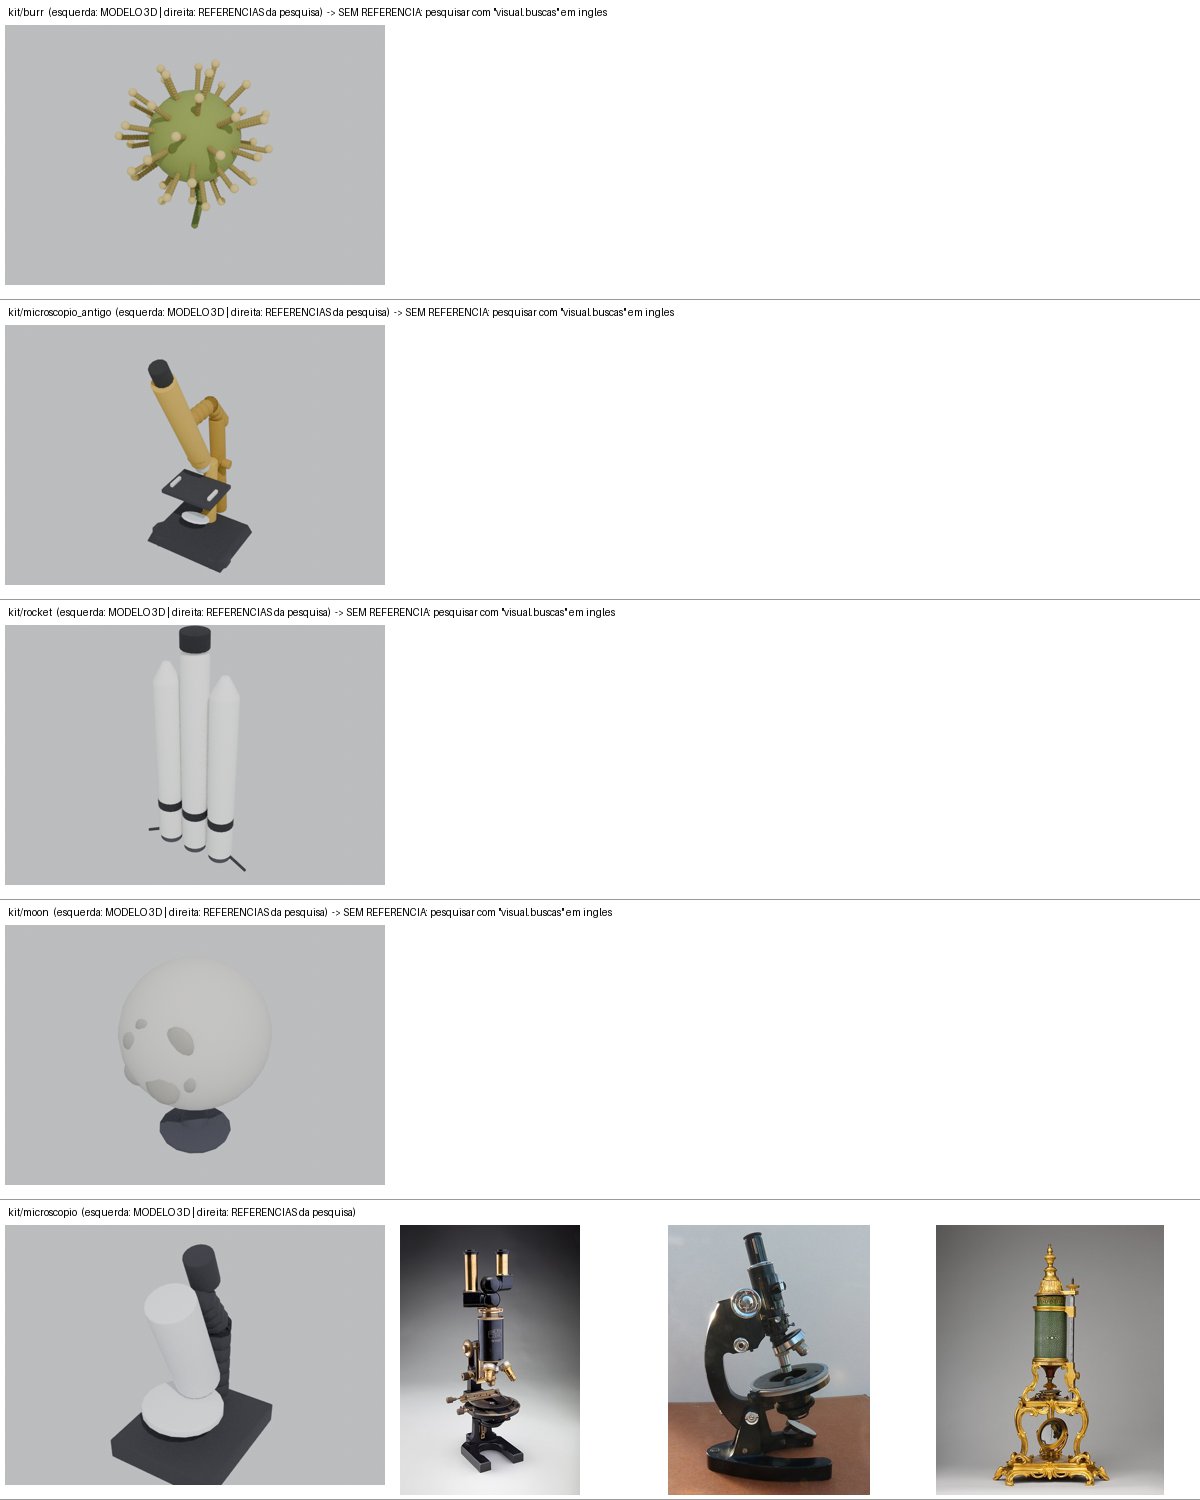 kit/burr (esquerda: MODELO 3D | direita: REFERENCIAS da pesquisa) -> SEM REFERENCIA: pesquisar com "visual.buscas" em ingles
kit/microscopio_antigo (esquerda: MODELO 3D | direita: REFERENCIAS da pesquisa) -> SEM REFERENCIA: pesquisar com "visual.buscas" em ingles
kit/rocket (esquerda: MODELO 3D | direita: REFERENCIAS da pesquisa) -> SEM REFERENCIA: pesquisar com "visual.buscas" em ingles
kit/moon (esquerda: MODELO 3D | direita: REFERENCIAS da pesquisa) -> SEM REFERENCIA: pesquisar com "visual.buscas" em ingles
kit/microscopio (esquerda: MODELO 3D | direita: REFERENCIAS da pesquisa)